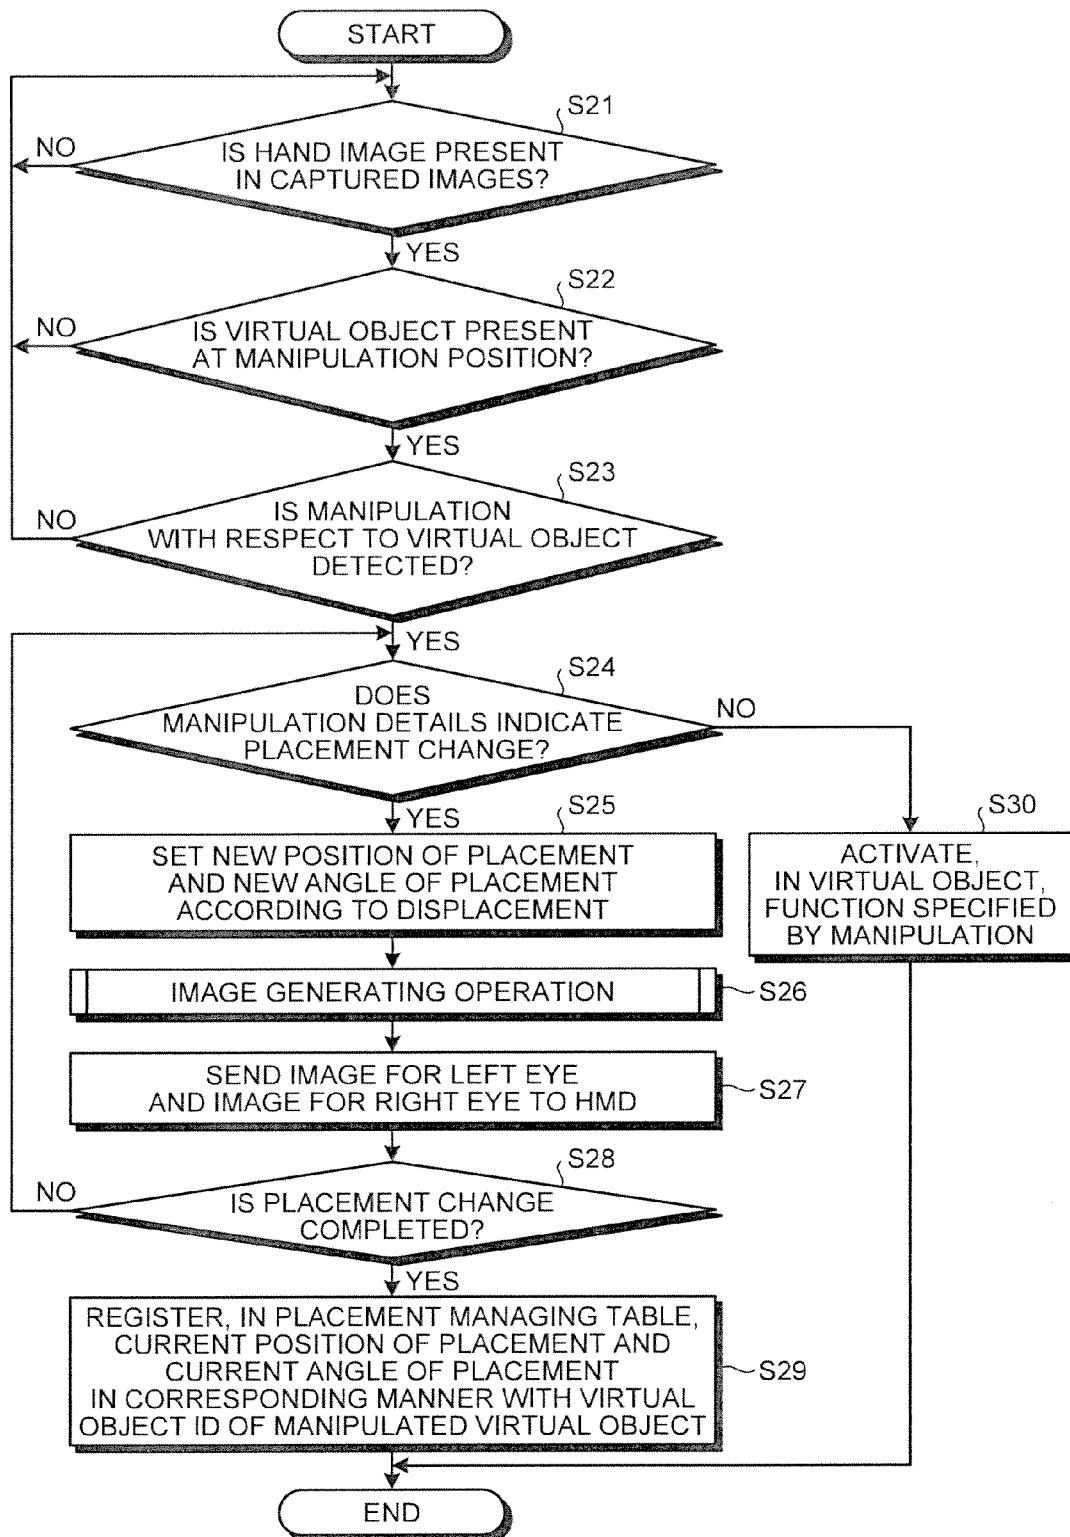 START
S21
NO
IS HAND IMAGE PRESENT
IN CAPTURED IMAGES?
YES
S22
NO
IS VIRTUAL OBJECT PRESENT
AT MANIPULATION POSITION?
YES
S23
NO
IS MANIPULATION
WITH RESPECT TO VIRTUAL OBJECT
DETECTED?
YES
S24
DOES
MANIPULATION DETAILS INDICATE
PLACEMENT CHANGE?
NO
YES
S25
SET NEW POSITION OF PLACEMENT
AND NEW ANGLE OF PLACEMENT
ACCORDING TO DISPLACEMENT
S30
ACTIVATE,
IN VIRTUAL OBJECT,
FUNCTION SPECIFIED
BY MANIPULATION
IMAGE GENERATING OPERATION
S26
SEND IMAGE FOR LEFT EYE
AND IMAGE FOR RIGHT EYE TO HMD
S27
S28
NO
IS PLACEMENT CHANGE
COMPLETED?
YES
REGISTER, IN PLACEMENT MANAGING TABLE,
CURRENT POSITION OF PLACEMENT AND
CURRENT ANGLE OF PLACEMENT
IN CORRESPONDING MANNER WITH VIRTUAL
OBJECT ID OF MANIPULATED VIRTUAL OBJECT
S29
END